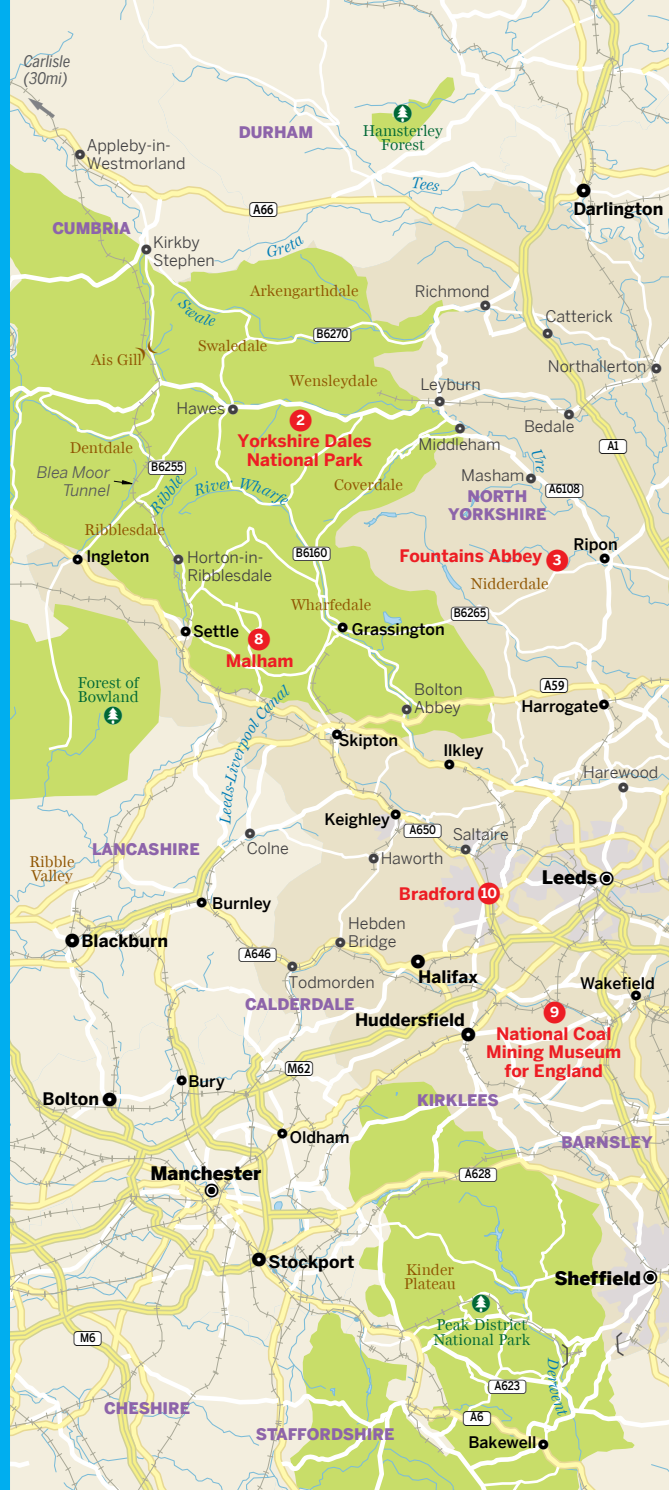 Carlisle
(30mi)
DURHAM
Hamsterley
Forest
Appleby-in-
Westmorland
Tees
Darlington
A66
CUMBRIA
Kirkby
Stephen
Greta
Arkengarthdale
Richmond
Swale
Catterick
B6270
Swaledale
Ais Gill
Northallerton
Wensleydale
Leyburn
Hawes
Bedale
2
Yorkshire Dales
National Park
Middleham
A1
Dentdale
Ure
B6255
Blea Moor
Tunnel
Ribble
River Wharfe
Coverdale
Masham
A6108
NORTH
YORKSHIRE
Ribblesdale
Ingleton
Horton-in-
Ribblesdale
B6160
Fountains Abbey
3
Ripon
Nidderdale
Wharfedale
B6265
Settle
8
Malham
Grassington
Forest of
Bowland
A59
Bolton
Abbey
Harrogate
Leeds-Liverpool Canal
Skipton
Ilkley
Harewood
Keighley
A650
Saltaire
Colne
LANCASHIRE
Haworth
Ribble
Valley
Leeds
Bradford
10
Burnley
Hebden
Bridge
Blackburn
A646
Halifax
Todmorden
Wakefield
CALDERDALE
9
National Coal
Mining Museum
for England
Huddersfield
M62
Bury
Bolton
KIRKLEES
Oldham
BARNSLEY
Manchester
A628
Stockport
Kinder
Plateau
Sheffield
Peak District
National Park
M6
Derwent
A623
CHESHIRE
A6
STAFFORDSHIRE
Bakewell